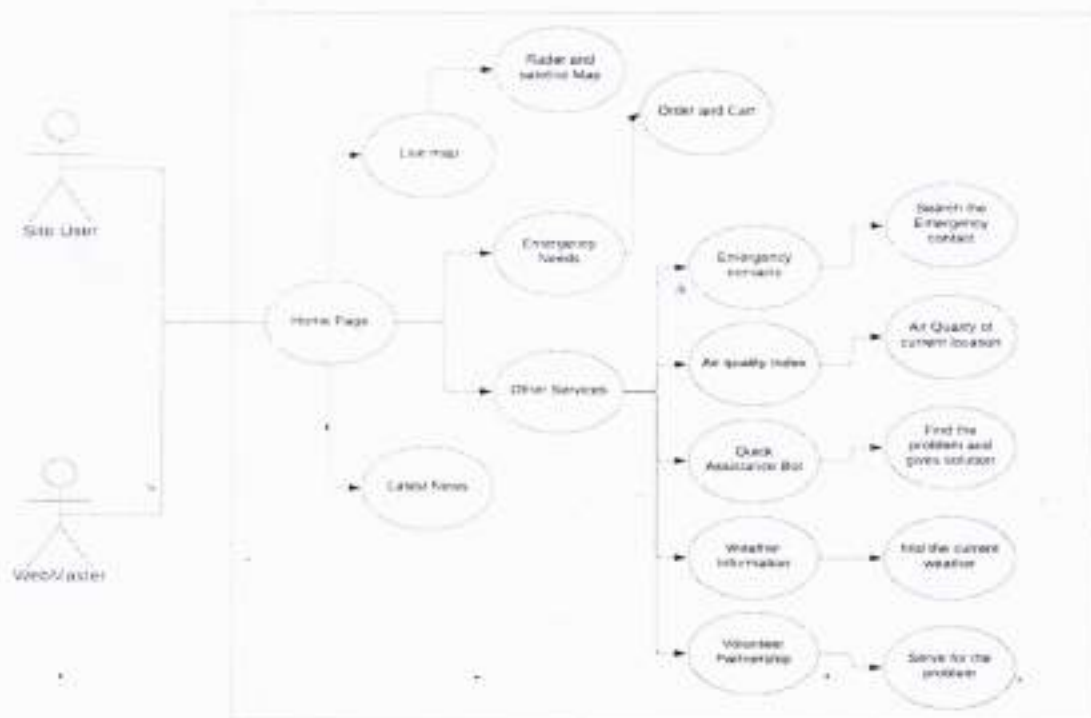 Rader and
satelite Map
Order and Cart
Live map
Site User
Search the
Emergency
contact
Emergency
Needs
Emergency
contacts
Home Page
Air Quality of
current location
Air quality Index
Other Services
Find the
problem and
gives solution
Quick
Assistance Bot
Latest News
WebMaster
Weather
Information
find the current
weather
Volunteer
Partnership
Serve for the
problem